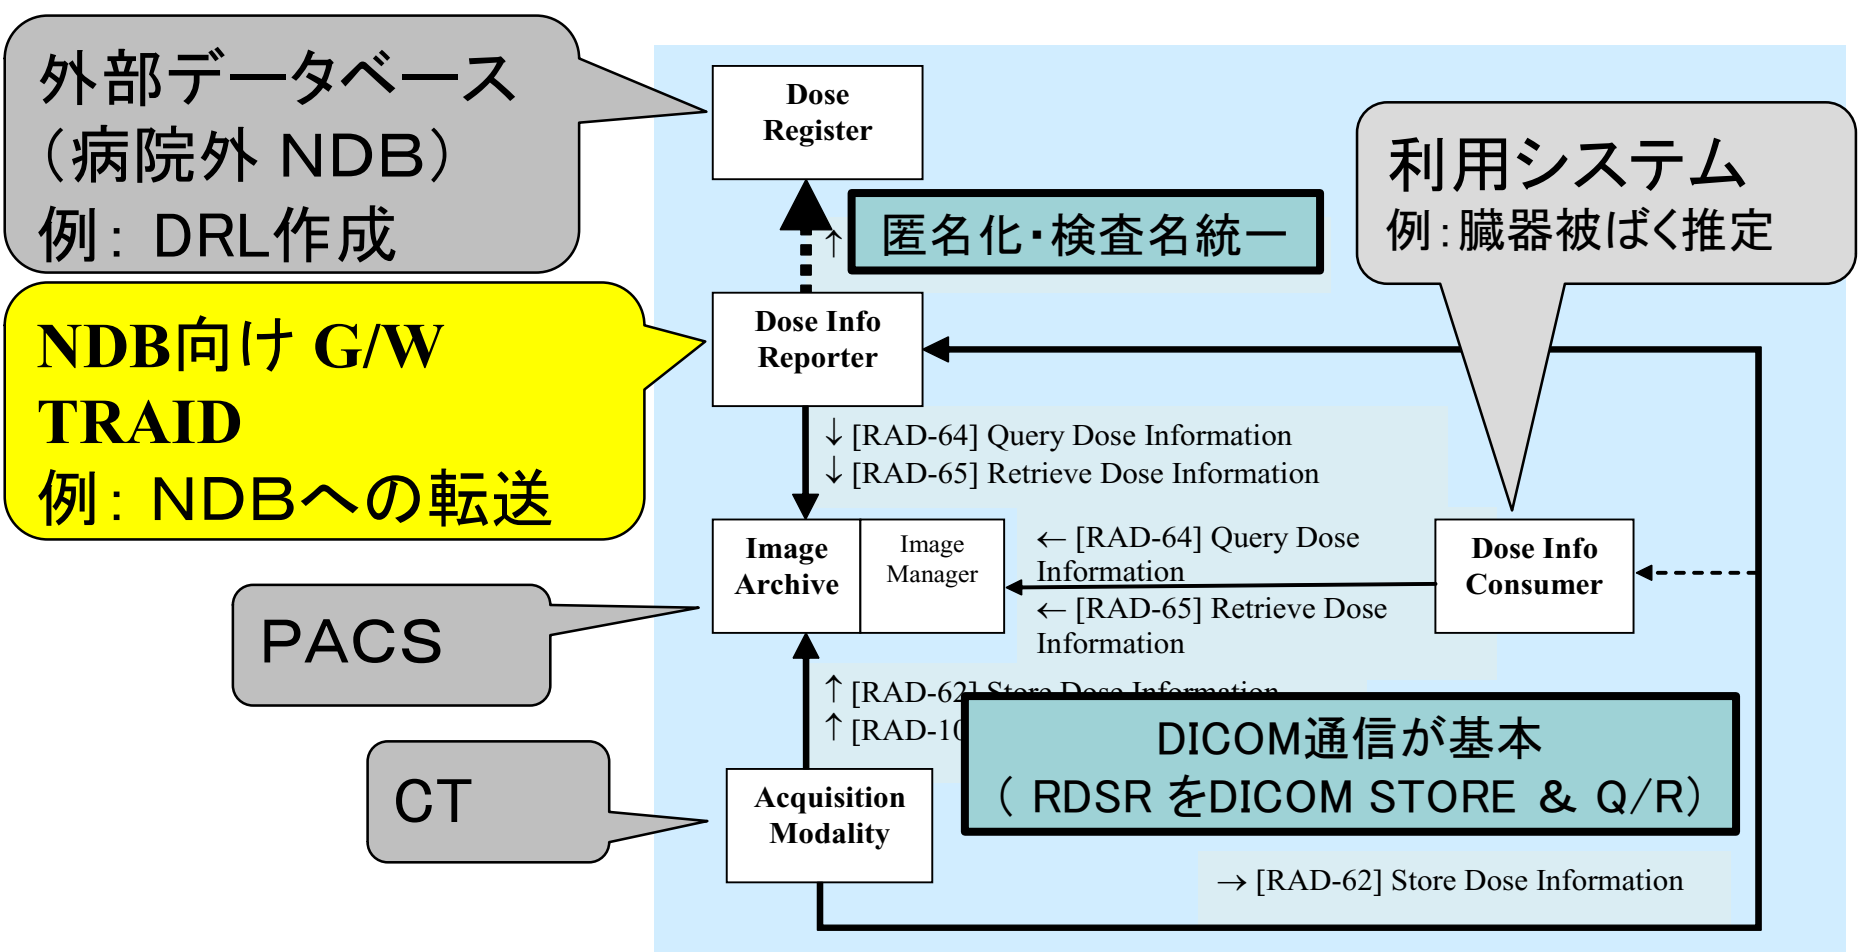 外部データベース
（病院外 NDB）
例： DRL作成
Dose
Register
利用システム
例：臓器被ばく推定
↑
匿名化・検査名統一
NDB向け G/W
TRAID
例： NDBへの転送
Dose Info
Reporter
↓ [RAD-64] Query Dose Information
↓ [RAD-65] Retrieve Dose Information
Image
Archive
Image
Manager
← [RAD-64] Query Dose
Information
← [RAD-65] Retrieve Dose
Information
Dose Info
Consumer
PACS
↑ [RAD-62] Store Dose Information
↑ [RAD-10
DICOM通信が基本
（ RDSR をDICOM STORE & Q/R）
CT
Acquisition
Modality
→ [RAD-62] Store Dose Information